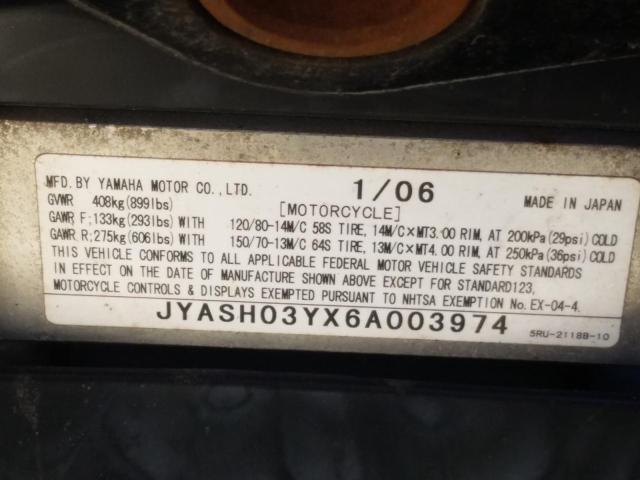 MFD. BY YAMAHA MOTOR CO., LTD. 1/06 MADE IN JAPAN
GVWR 408kg(899lbs) [MOTORCYCLE]
GAWR F:133kg(293lbs) WITH 120/80-14M/C 58S TIRE, 14M/C×MT3.00 RIM, AT 200kPa(29psi) COLD
GAWR R:275kg(606lbs) WITH 150/70-13M/C 64S TIRE, 13M/C×MT4.00 RIM, AT 250kPa(36psi) COLD
THIS VEHICLE CONFORMS TO ALL APPLICABLE FEDERAL MOTOR VEHICLE SAFETY STANDARDS
IN EFFECT ON THE DATE OF MANUFACTURE SHOWN ABOVE EXCEPT FOR STANDARD123,
MOTORCYCLE CONTROLS & DISPLAYS EXEMPTED PURSUANT TO NHTSA EXEMPTION No. EX-04-4.
JYASH03YX6A003974 5RU-2118B-10